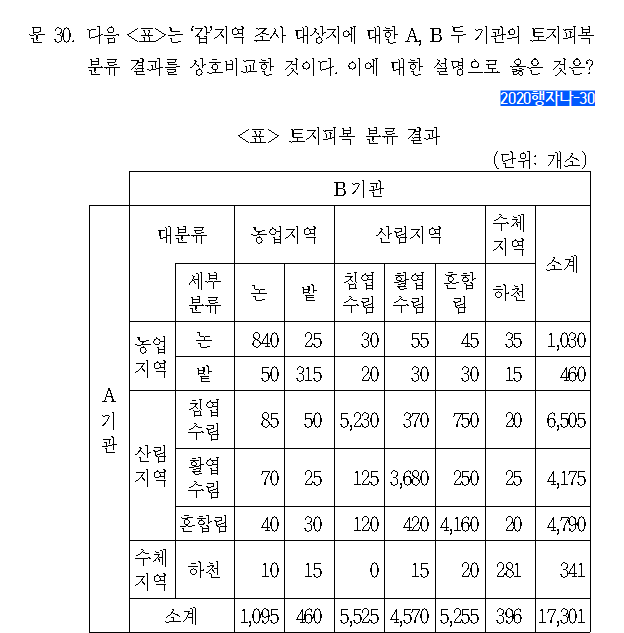 문 30. 다음 <표>는 ‘갑’지역 조사 대상지에 대한 A, B 두 기관의 토지피복
분류 결과를 상호비교한 것이다. 이에 대한 설명으로 옳은 것은?
2020행자나-30
<표> 토지피복 분류 결과
(단위: 개소)
B기관
대분류 농업지역 산림지역 수체지역 소계
세부분류 논 밭 침엽수림 활엽수림 혼합림 하천
A기관
농업지역 논 840 25 30 55 45 35 1,030
밭 50 315 20 30 30 15 460
산림지역 침엽수림 85 50 5,230 370 750 20 6,505
활엽수림 70 25 125 3,680 250 25 4,175
혼합림 40 30 120 420 4,160 20 4,790
수체지역 하천 10 15 0 15 20 281 341
소계 1,095 460 5,525 4,570 5,255 396 17,301